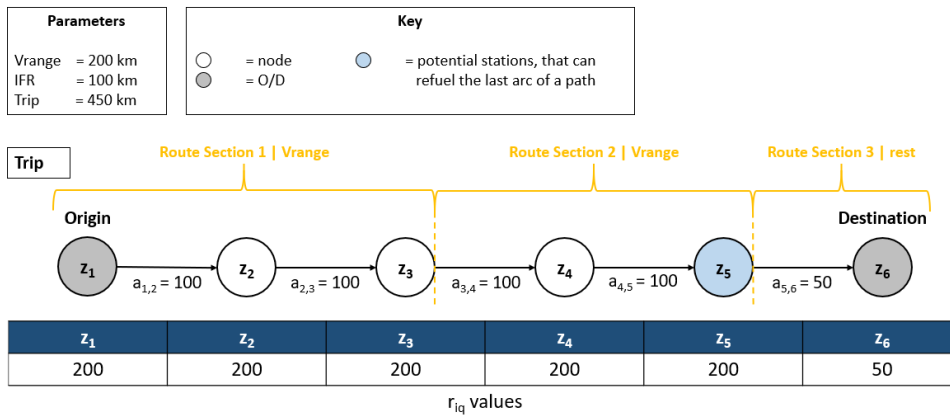 Parameters
Vrange = 200 km
IFR = 100 km
Trip = 450 km
Key
= node
= O/D
= potential stations, that can
refuel the last arc of a path
Trip
Route Section 1 | Vrange
Route Section 2 | Vrange
Route Section 3 | rest
Origin
Destination
z1 z2 z3 z4 z5 z6
a1,2 = 100 a2,3 = 100 a3,4 = 100 a4,5 = 100 a5,6 = 50
z1 z2 z3 z4 z5 z6
200 200 200 200 200 50
riq values